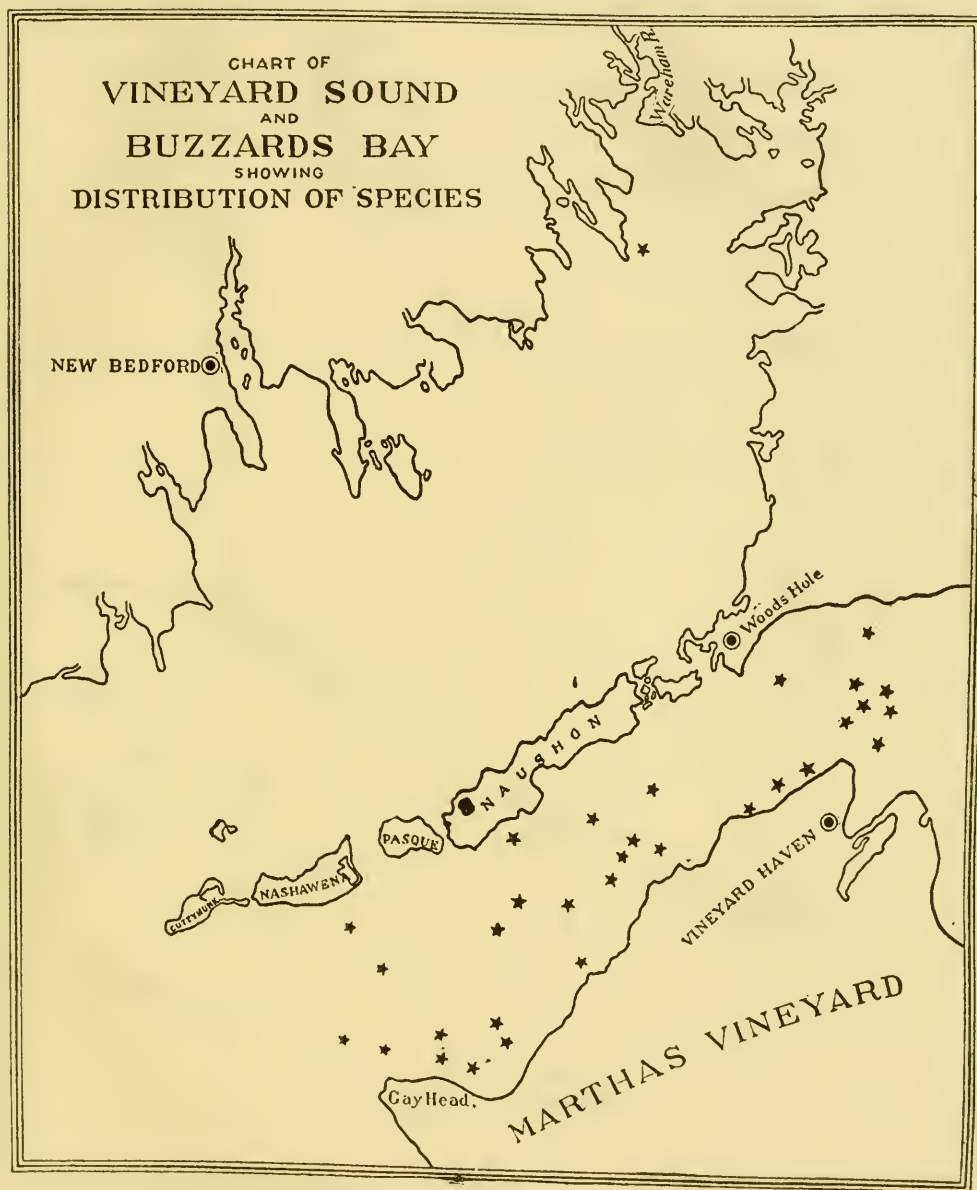 CHART OF
VINEYARD SOUND
AND
BUZZARDS BAY
SHOWING
DISTRIBUTION OF SPECIES
Wareham R.
NEW BEDFORD
Woods Hole
NAUSHON
PASQUE
NASHAWENA
CUTTYHUNK
VINEYARD HAVEN
MARTHAS VINEYARD
Gay Head.